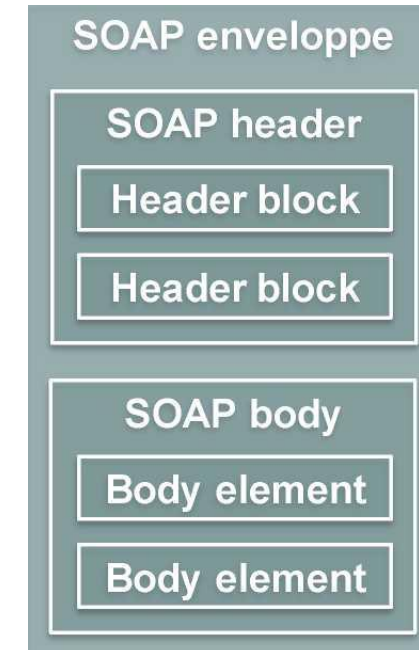 SOAP enveloppe
SOAP header
Header block
Header block
SOAP body
Body element
Body element